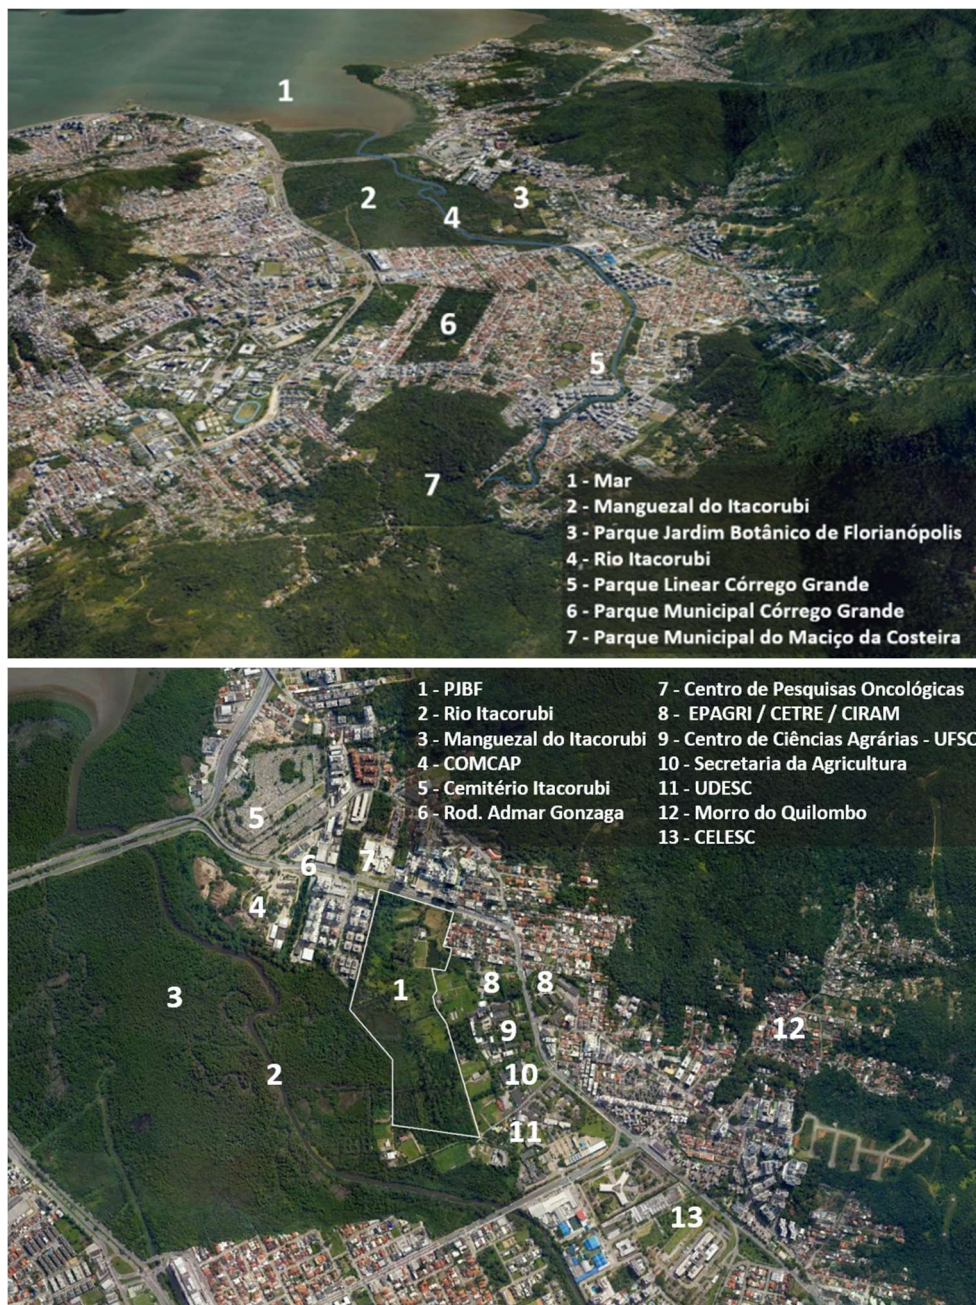 1
2
3
4
5
6
7
1 - Mar
2 - Manguezal do Itacorubi
3 - Parque Jardim Botânico de Florianópolis
4 - Rio Itacorubi
5 - Parque Linear Córrego Grande
6 - Parque Municipal Córrego Grande
7 - Parque Municipal do Maciço da Costeira
1 - PJBF
2 - Rio Itacorubi
3 - Manguezal do Itacorubi
4 - COMCAP
5 - Cemitério Itacorubi
6 - Rod. Admar Gonzaga
7 - Centro de Pesquisas Oncológicas
8 - EPAGRI / CETRE / CIRAM
9 - Centro de Ciências Agrárias - UFSC
10 - Secretaria da Agricultura
11 - UDESC
12 - Morro do Quilombo
13 - CELESC
5
6
7
4
3
1
8
8
9
12
2
10
11
13